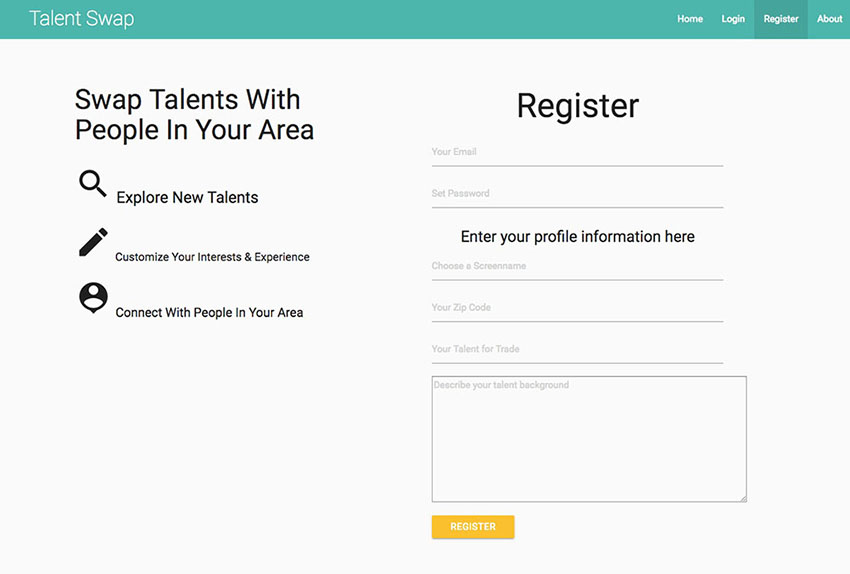 Talent Swap
Home
Login
Register
About
Swap Talents With
People In Your Area
Explore New Talents
Customize Your Interests & Experience
Connect With People In Your Area
Register
Your Email
Set Password
Enter your profile information here
Choose a Screenname
Your Zip Code
Your Talent for Trade
Describe your talent background
REGISTER